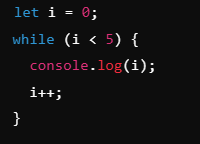 let i = 0;
while (i < 5) {
  console.log(i);
  i++;
}